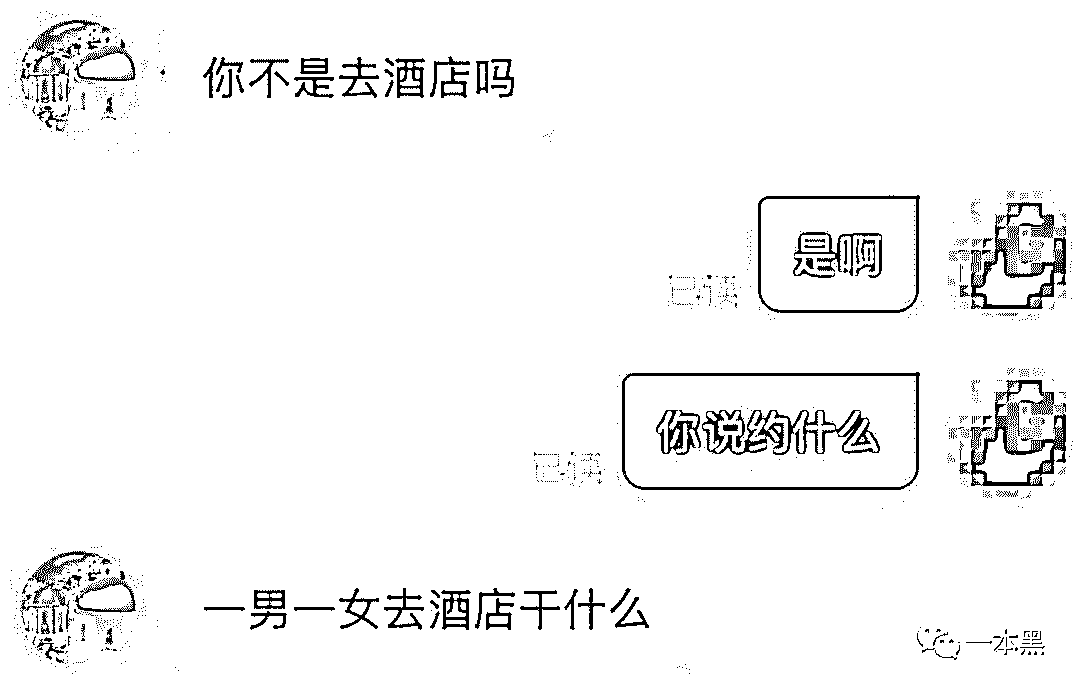 你不是去酒店吗
是啊
已读
你说约什么
已读
一男一女去酒店干什么
一本黑